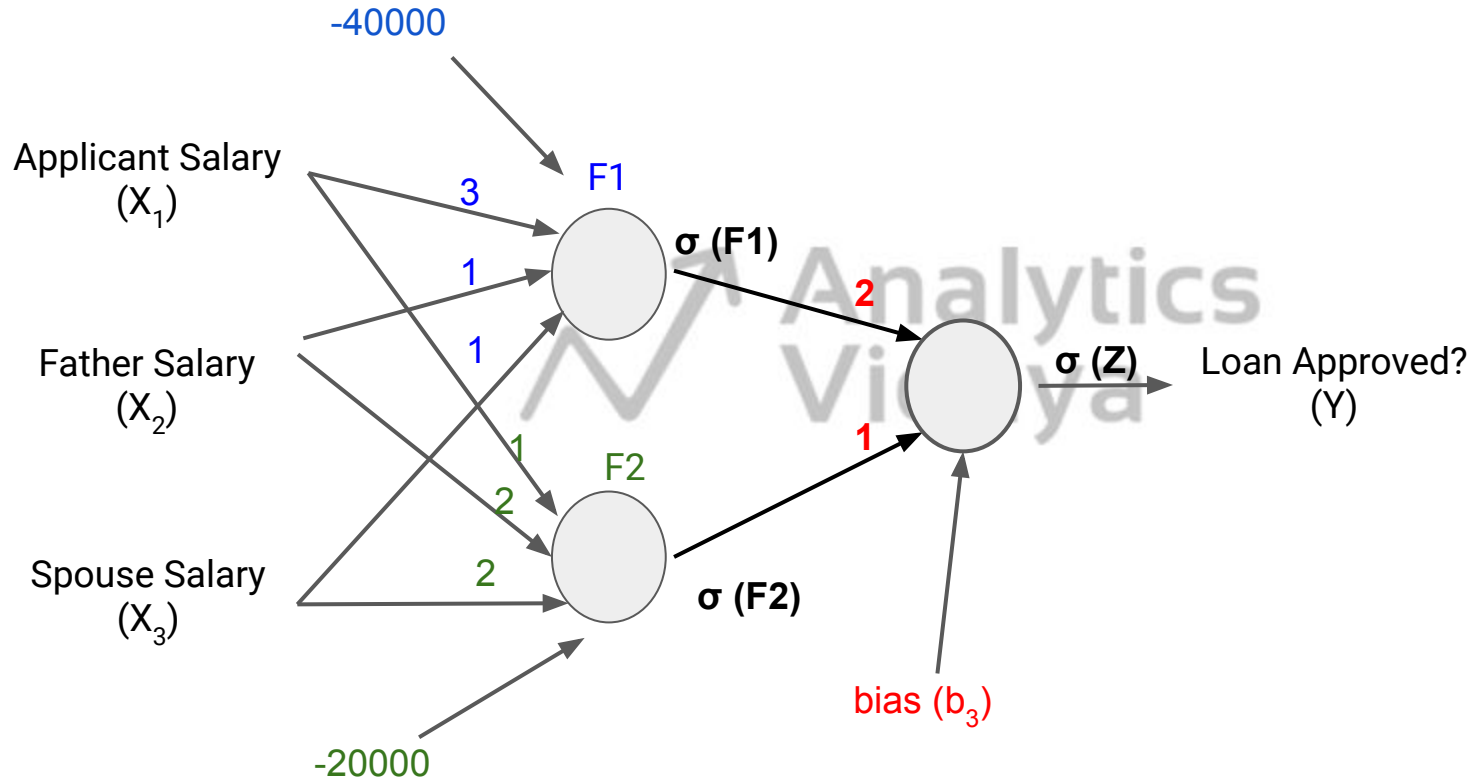 -40000
Applicant Salary
(X₁)
3
F1
σ (F1)
1
2
Analytics
Vidhya
1
Father Salary
(X₂)
σ (Z)
Loan Approved?
(Y)
1
1
F2
2
2
Spouse Salary
(X₃)
σ (F2)
bias (b₃)
-20000